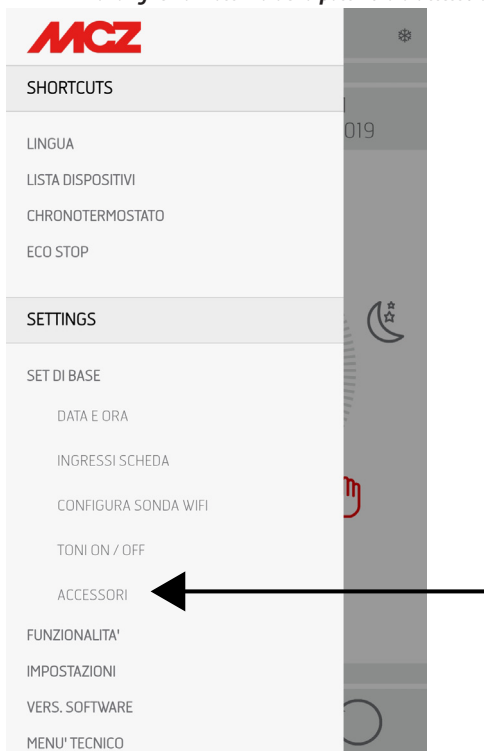 MCZ
SHORTCUTS
019
LINGUA
LISTA DISPOSITIVI
CHRONOTERMOSTATO
ECO STOP
SETTINGS
SET DI BASE
DATA E ORA
INGRESSI SCHEDA
CONFIGURA SONDA WIFI
TONI ON / OFF
ACCESSORI
FUNZIONALITA'
IMPOSTAZIONI
VERS. SOFTWARE
MENU' TECNICO